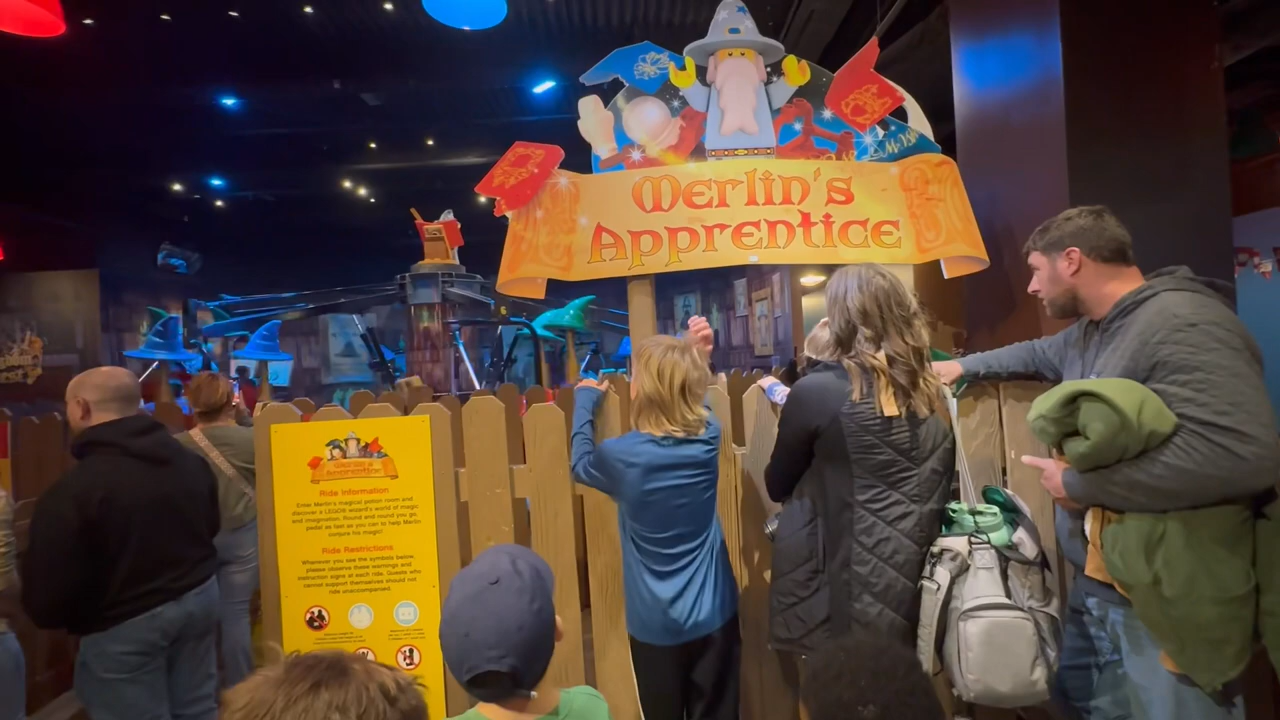 Merlin's
Apprentice
Merlin's
Apprentice
Ride Information
Enter Merlin's magical potion room and
discover a LEGO® wizard's world of magic
and imagination. Round and round you go,
pedal as fast as you can to help Merlin
conjure his magic!
Ride Restrictions
Whenever you see the symbols below,
please observe these warnings and
instruction signs at each ride. Guests who
cannot support themselves should not
ride unaccompanied.